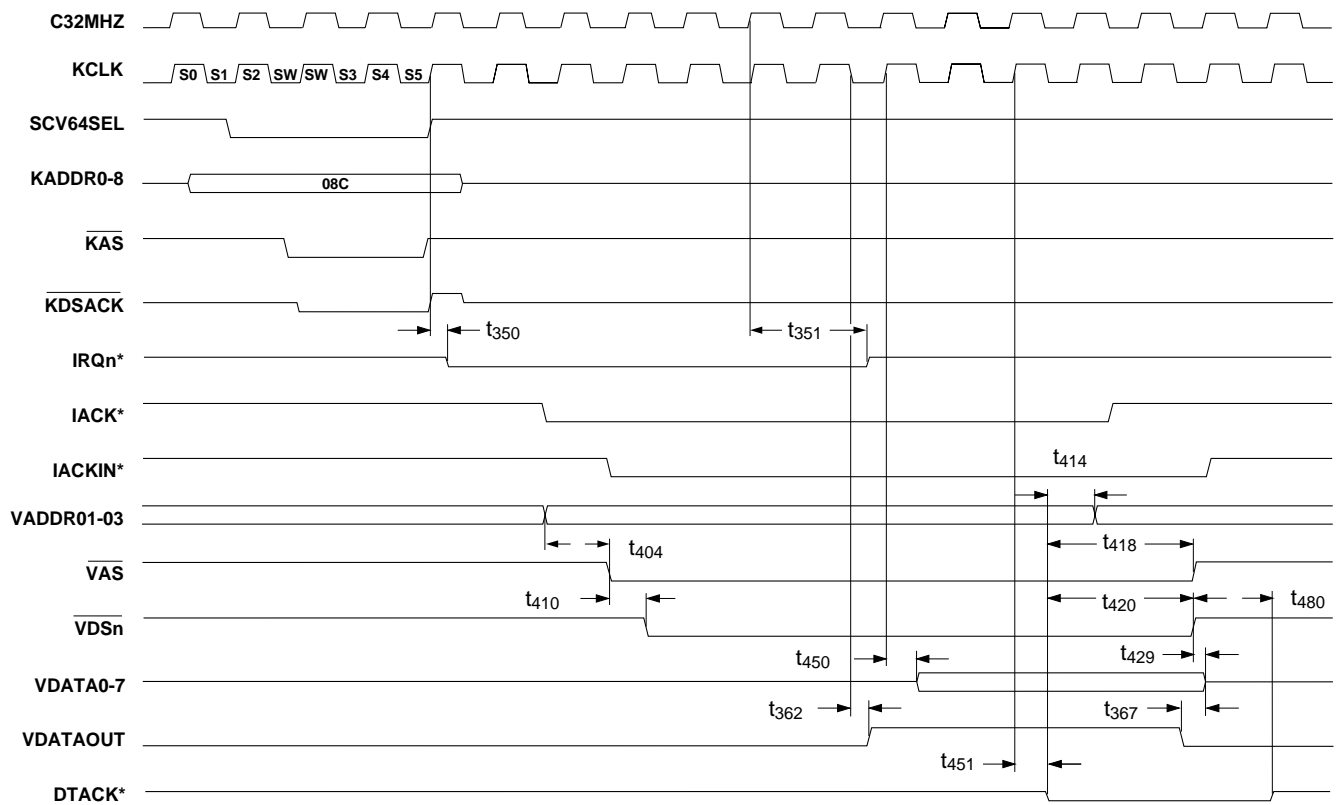 C32MHZ
KCLK
S0 S1 S2 SW SW S3 S4 S5
SCV64SEL
KADDR0-8
08C
KAS
KDSACK
t350
t351
IRQn*
IACK*
IACKIN*
t414
VADDR01-03
t404
t418
VAS
t410
t420
t480
VDSn
t450
t429
VDATA0-7
t362
t367
VDATAOUT
t451
DTACK*